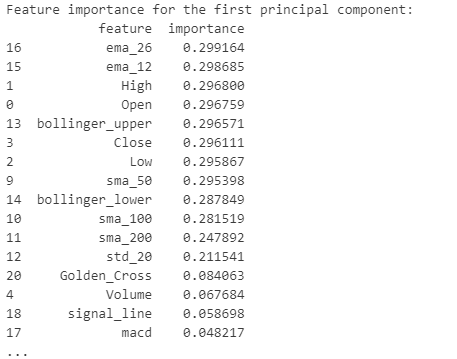 Feature importance for the first principal component:
feature importance
16 ema_26 0.299164
15 ema_12 0.298685
1 High 0.296800
0 Open 0.296759
13 bollinger_upper 0.296571
3 Close 0.296111
2 Low 0.295867
9 sma_50 0.295398
14 bollinger_lower 0.287849
10 sma_100 0.281519
11 sma_200 0.247892
12 std_20 0.211541
20 Golden_Cross 0.084063
4 Volume 0.067684
18 signal_line 0.058698
17 macd 0.048217
...